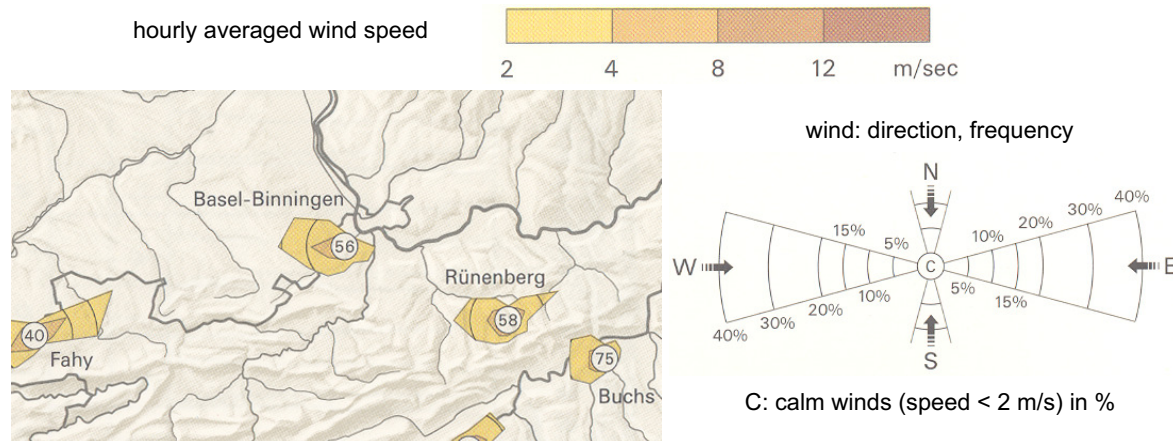 hourly averaged wind speed
2 4 8 12 m/sec
wind: direction, frequency
Basel-Binningen
56
Rünenberg
58
40
Fahy
75
Buchs
N
40%
30%
20%
15%
10%
5%
W
C
E
5%
10%
15%
20%
30%
40%
S
C: calm winds (speed < 2 m/s) in %